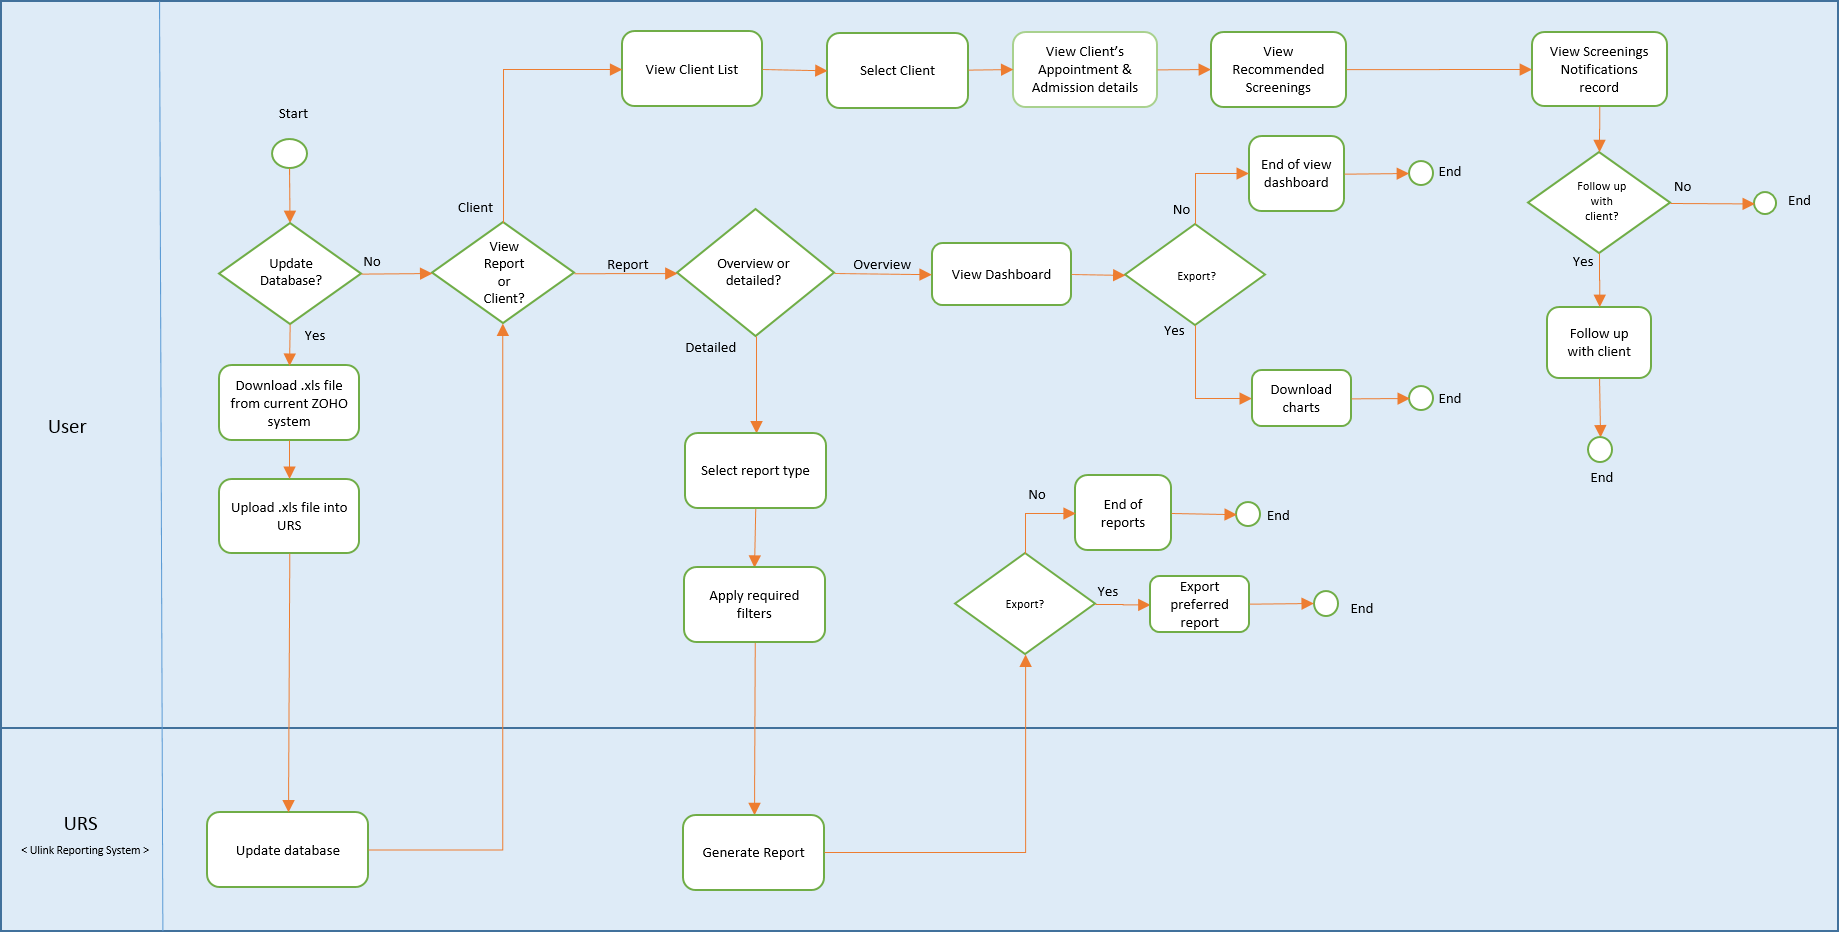 View Client List
Select Client
View Client's
Appointment &
Admission details
View
Recommended
Screenings
View Screenings
Notifications
record
Start
Client
Update
Database?
No
View
Report
or
Client?
Report
Overview or
detailed?
Overview
View Dashboard
Export?
No
End of view
dashboard
End
Yes
Download
charts
End
Follow up
with
client?
No
End
Yes
Follow up
with client
End
Yes
Download .xls file
from current ZOHO
system
Upload .xls file into
URS
Detailed
Select report type
Apply required
filters
User
Export?
No
End of
reports
End
Yes
Export
preferred
report
End
URS
< Ulink Reporting System >
Update database
Generate Report